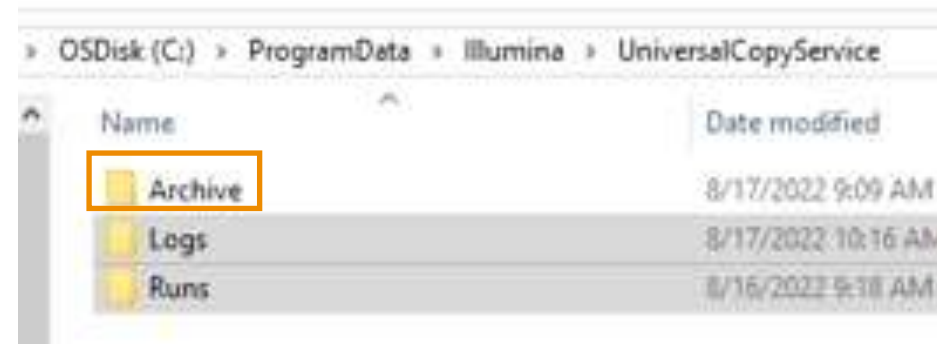 » OSDisk (C:) » ProgramData » Illumina » UniversalCopyService
Name Date modified
Archive 8/17/2022 9:09 AM
Logs 8/17/2022 10:16 AM
Runs 8/16/2022 9:18 AM